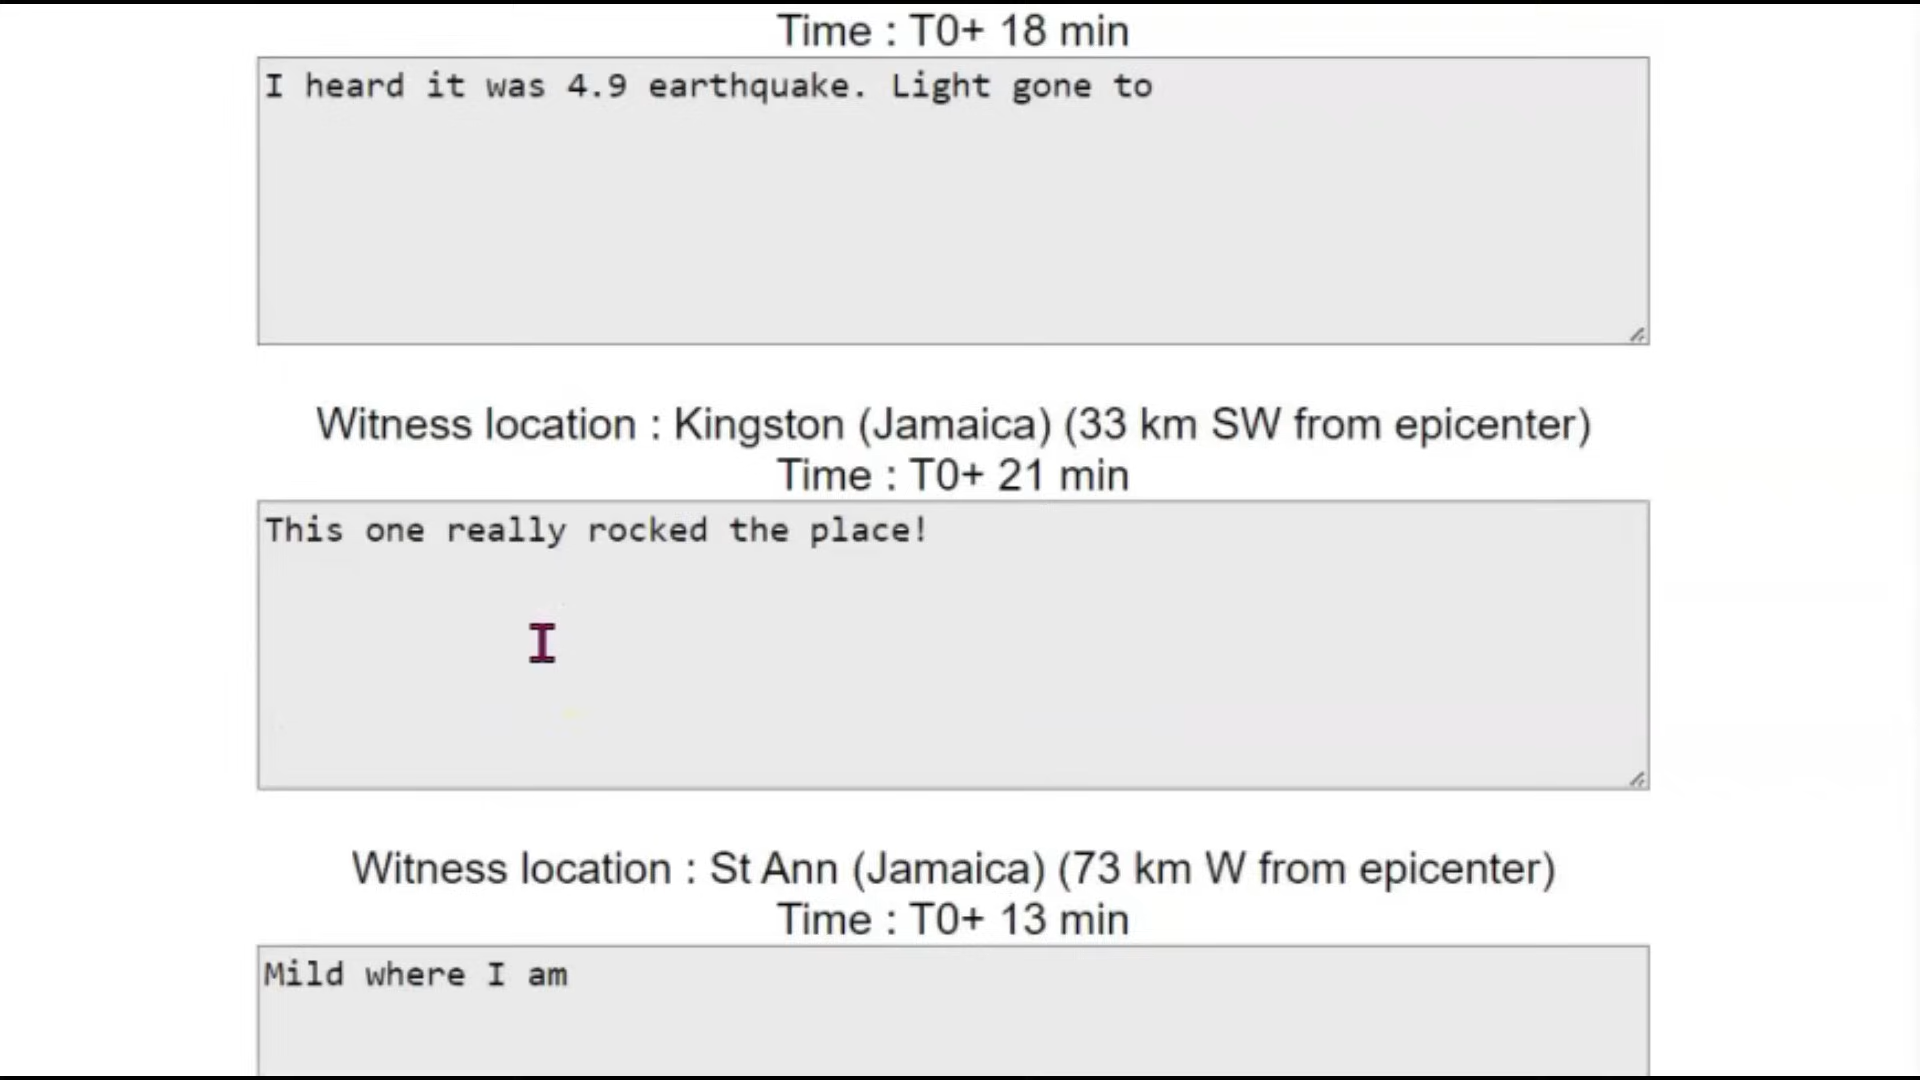 Time : T0+ 18 min
I heard it was 4.9 earthquake. Light gone to
Witness location : Kingston (Jamaica) (33 km SW from epicenter)
Time : T0+ 21 min
This one really rocked the place!
Witness location : St Ann (Jamaica) (73 km W from epicenter)
Time : T0+ 13 min
Mild where I am